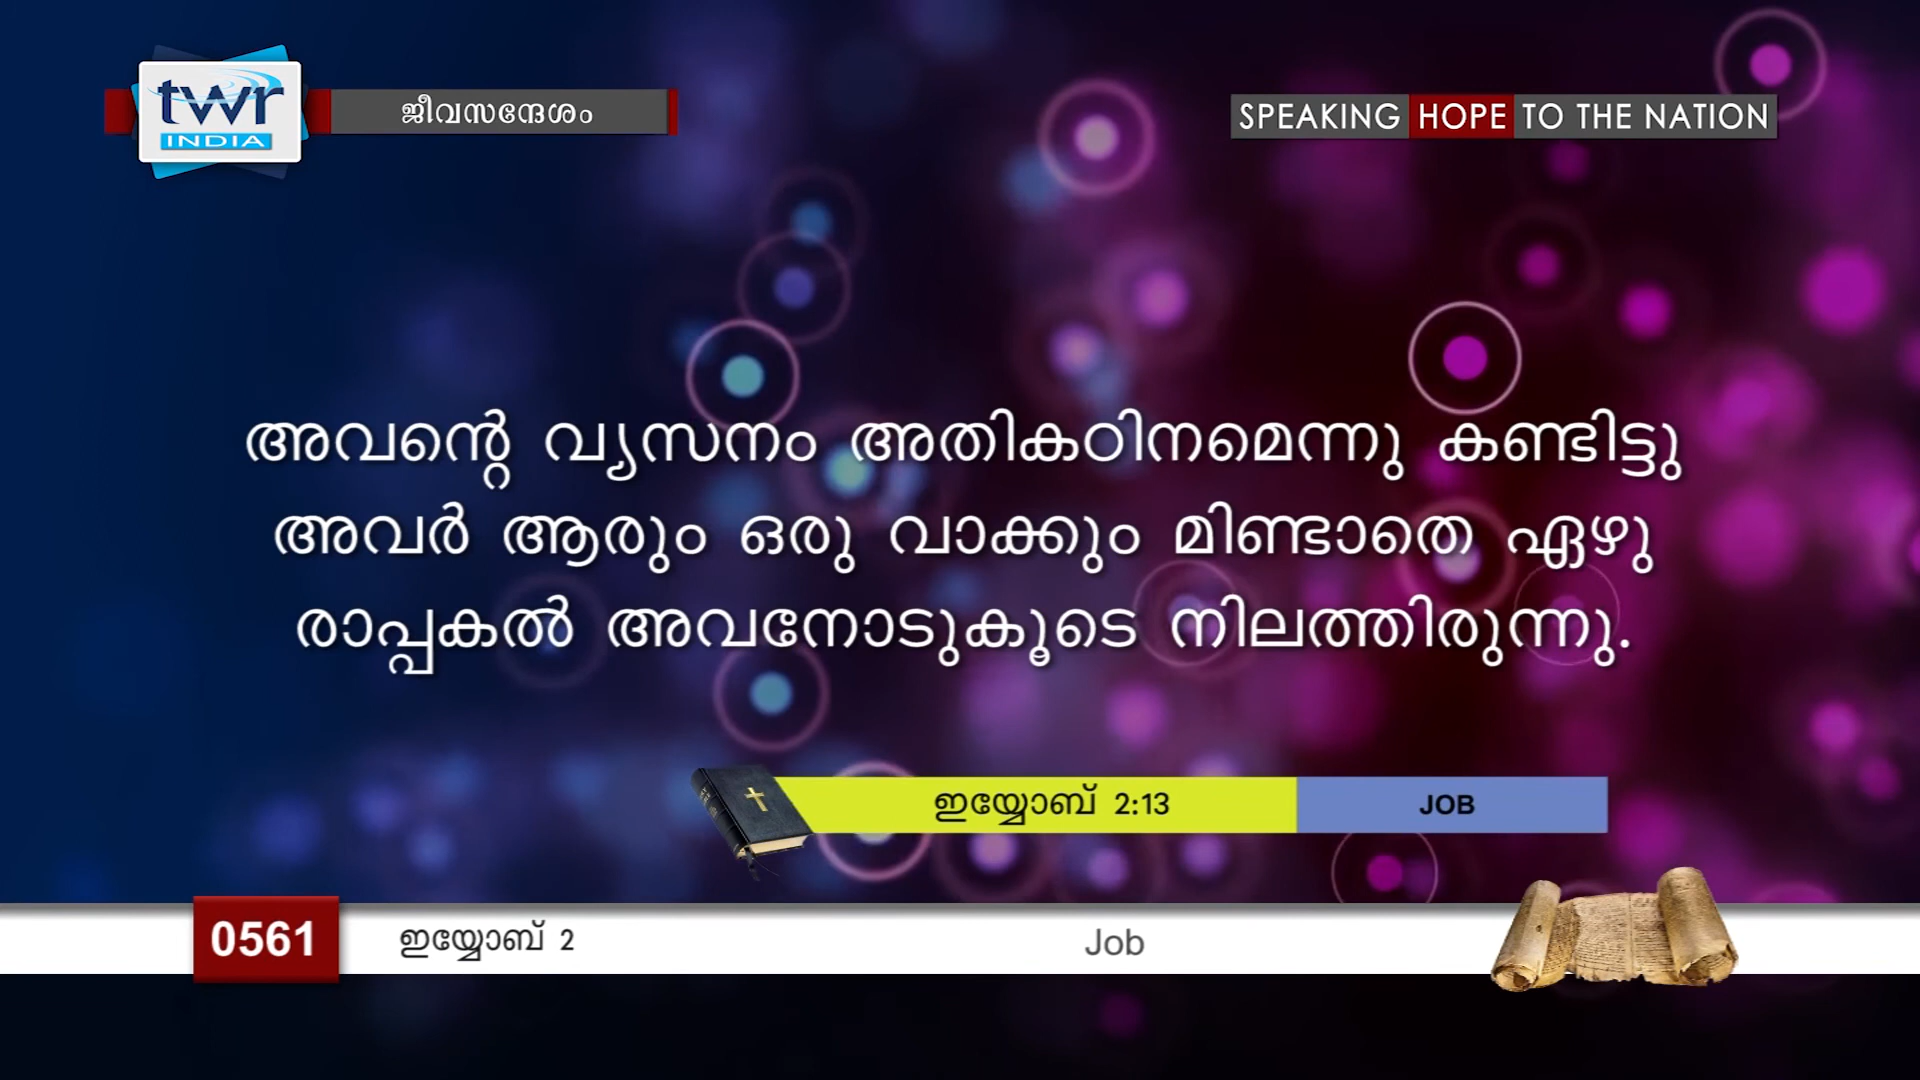 twr
INDIA
ജീവസന്ദേശം
SPEAKING HOPE TO THE NATION
അവന്റെ വ്യസനം അതികഠിനമെന്നു കണ്ടിട്ടു
അവർ ആരും ഒരു വാക്കും മിണ്ടാതെ ഏഴു
രാപ്പകൽ അവനോടുകൂടെ നിലത്തിരുന്നു.
ഇയ്യോബ് 2:13
JOB
0561
ഇയ്യോബ് 2
Job